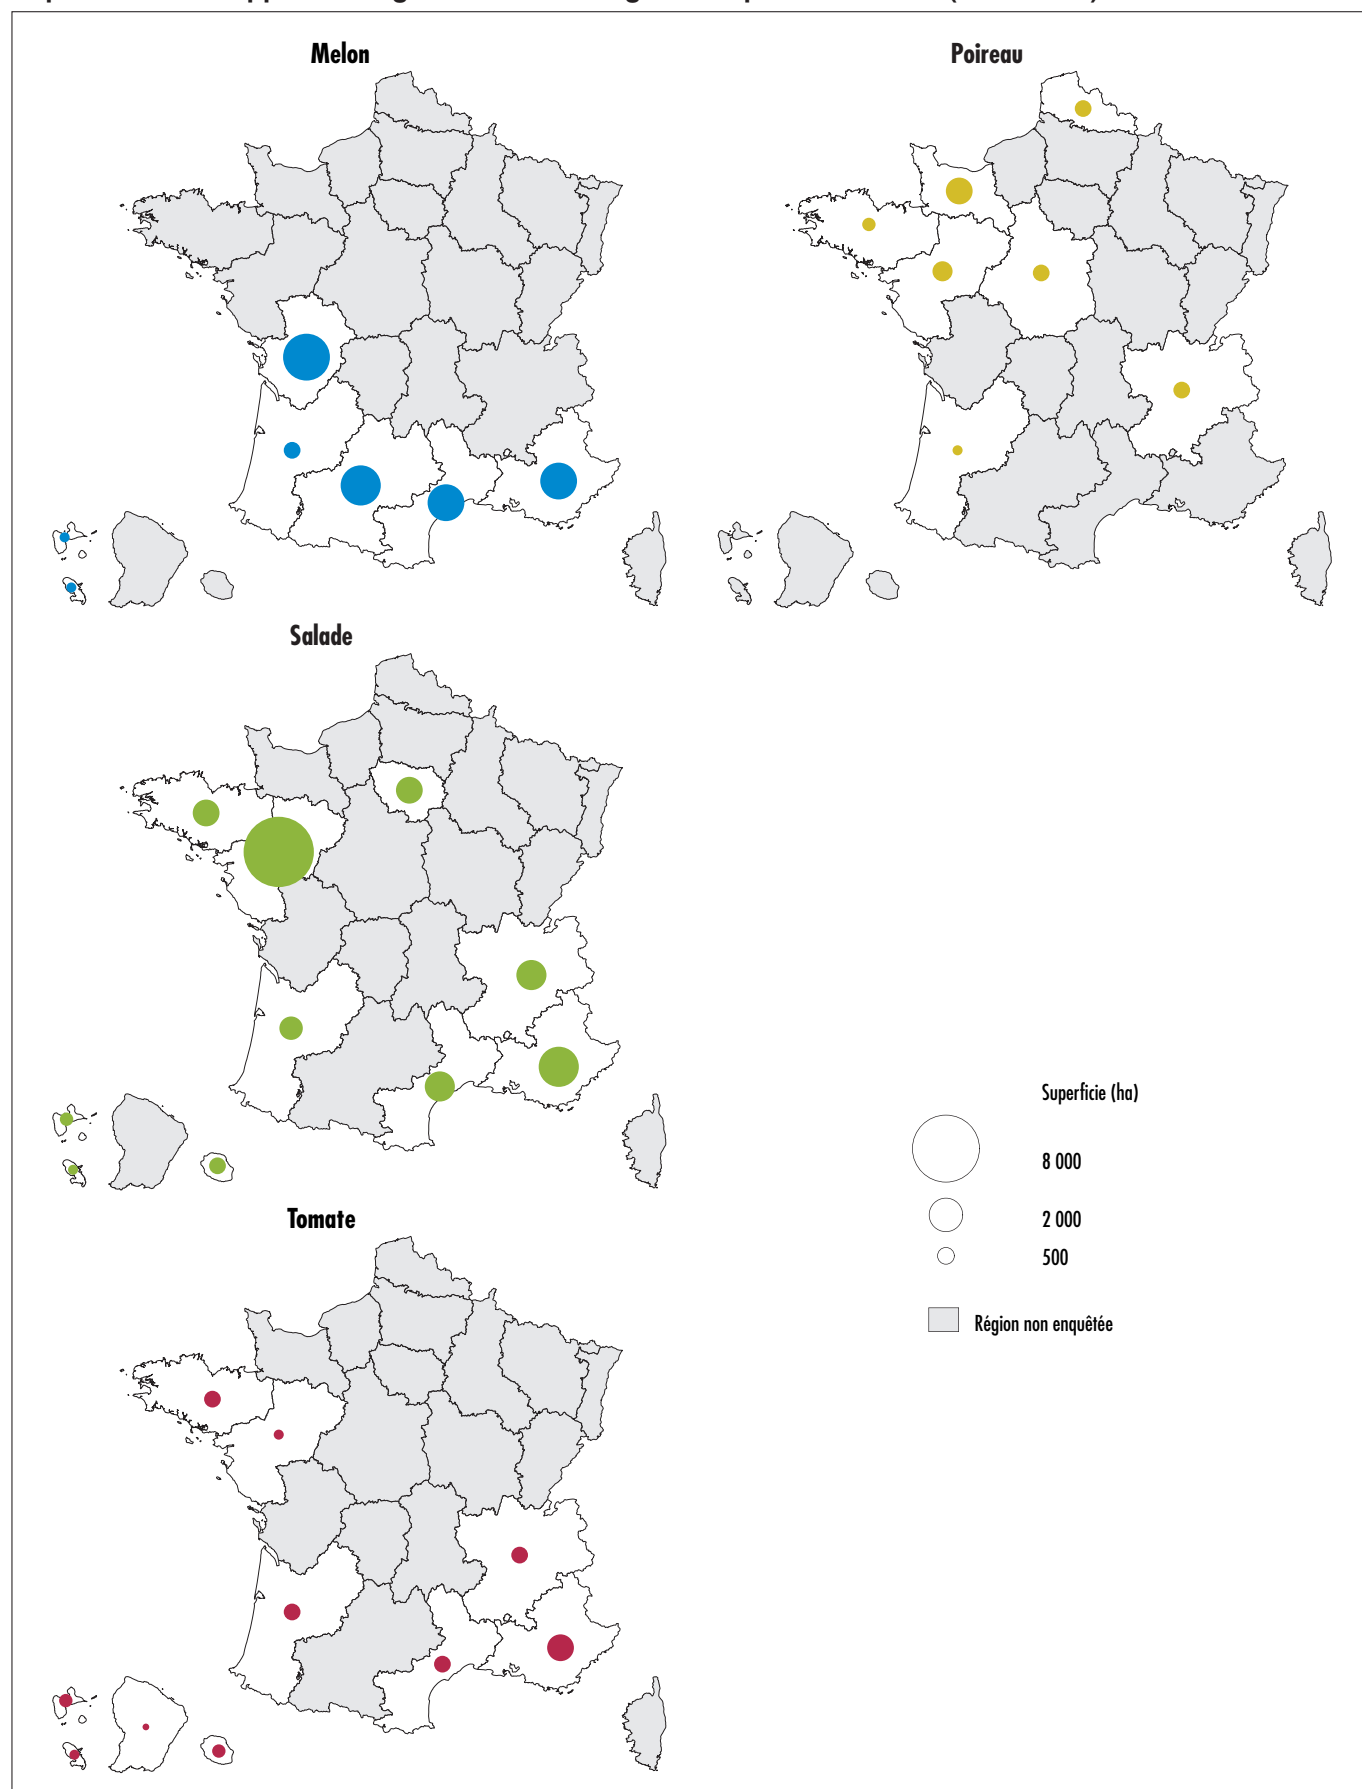 Melon
Poireau
Salade
Superficie (ha)
8 000
2 000
500
Région non enquêtée
Tomate